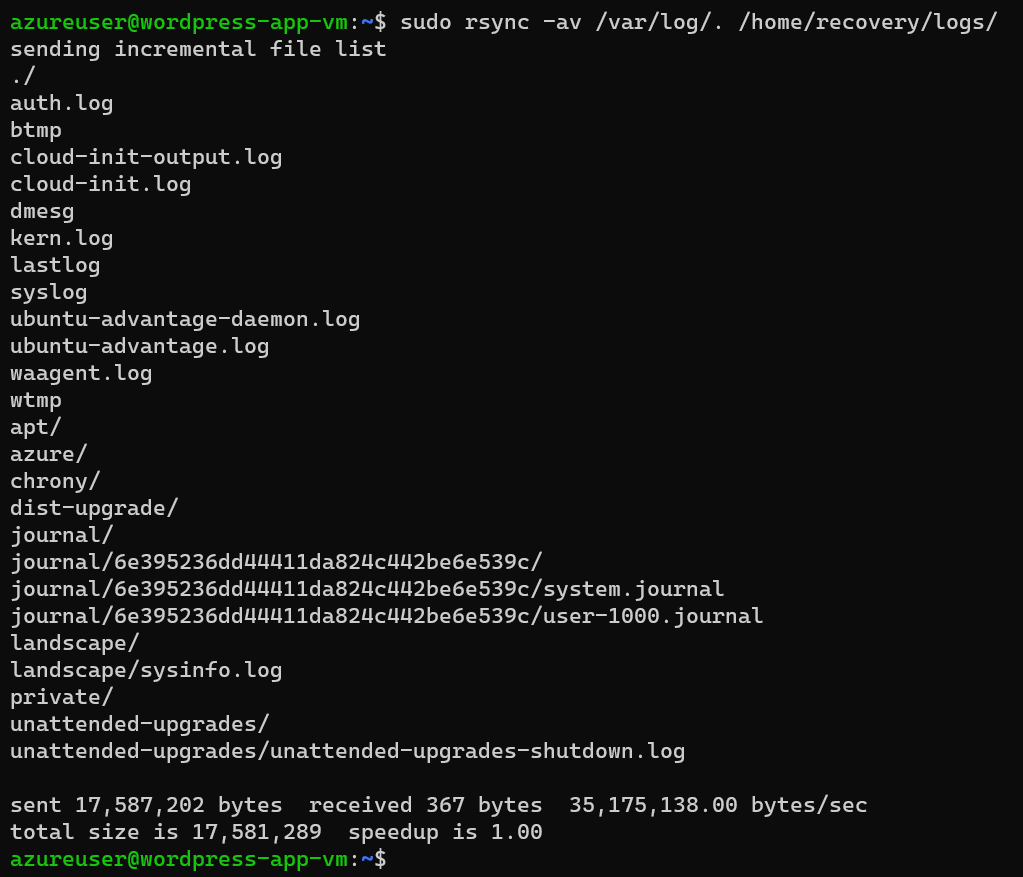 azureuser@wordpress-app-vm:~$ sudo rsync -av /var/log/. /home/recovery/logs/
sending incremental file list
./
auth.log
btmp
cloud-init-output.log
cloud-init.log
dmesg
kern.log
lastlog
syslog
ubuntu-advantage-daemon.log
ubuntu-advantage.log
waagent.log
wtmp
apt/
azure/
chrony/
dist-upgrade/
journal/
journal/6e395236dd44411da824c442be6e539c/
journal/6e395236dd44411da824c442be6e539c/system.journal
journal/6e395236dd44411da824c442be6e539c/user-1000.journal
landscape/
landscape/sysinfo.log
private/
unattended-upgrades/
unattended-upgrades/unattended-upgrades-shutdown.log

sent 17,587,202 bytes  received 367 bytes  35,175,138.00 bytes/sec
total size is 17,581,289  speedup is 1.00
azureuser@wordpress-app-vm:~$